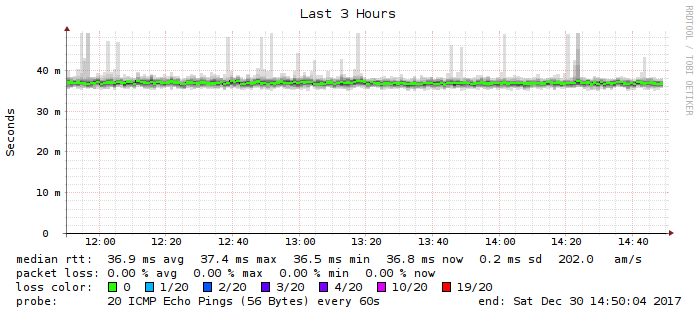 Last 3 Hours
RRDTOOL / TOBI OETIKER
Seconds
40 m
30 m
20 m
10 m
0
12:00 12:20 12:40 13:00 13:20 13:40 14:00 14:20 14:40
median rtt: 36.9 ms avg 37.4 ms max 36.5 ms min 36.8 ms now 0.2 ms sd 202.0 am/s
packet loss: 0.00 % avg 0.00 % max 0.00 % min 0.00 % now
loss color: 0 1/20 2/20 3/20 4/20 10/20 19/20
probe: 20 ICMP Echo Pings (56 Bytes) every 60s end: Sat Dec 30 14:50:04 2017